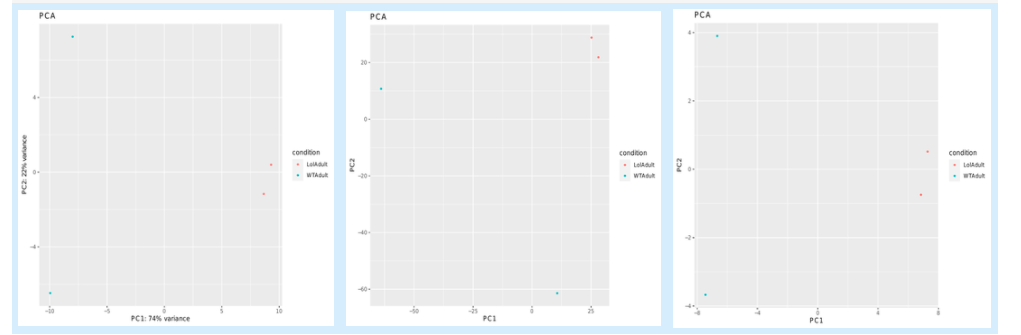 PCA
4-
0-
-4-
PC2: 22% variance
-10
-5
0
5
10
PC1: 74% variance
condition
LolAdult
WTAdult
PCA
20-
0-
-20-
-40-
-60-
PC2
-50
-25
0
25
PC1
condition
LolAdult
WTAdult
PCA
4-
2-
0-
-2-
-4-
PC2
-8
-4
0
4
8
PC1
condition
LolAdult
WTAdult